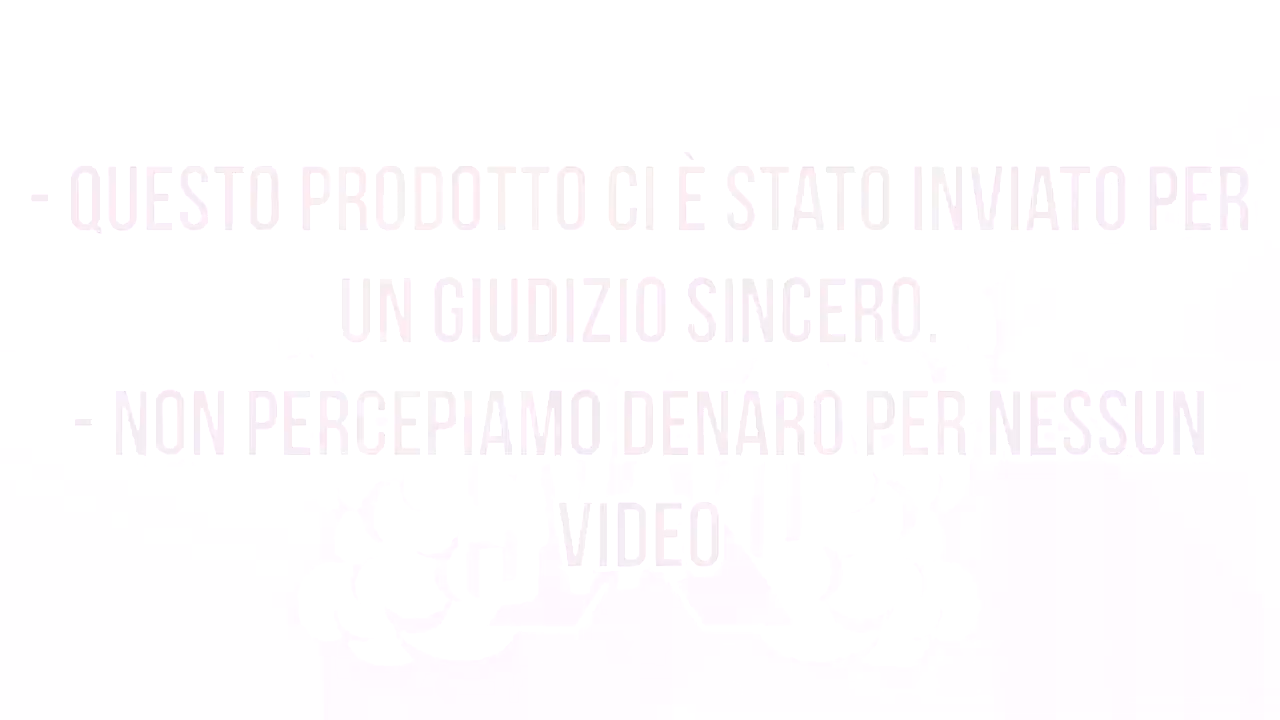 - QUESTO PRODOTTO CI È STATO INVIATO PER
UN GIUDIZIO SINCERO.
- NON PERCEPIAMO DENARO PER NESSUN
VIDEO